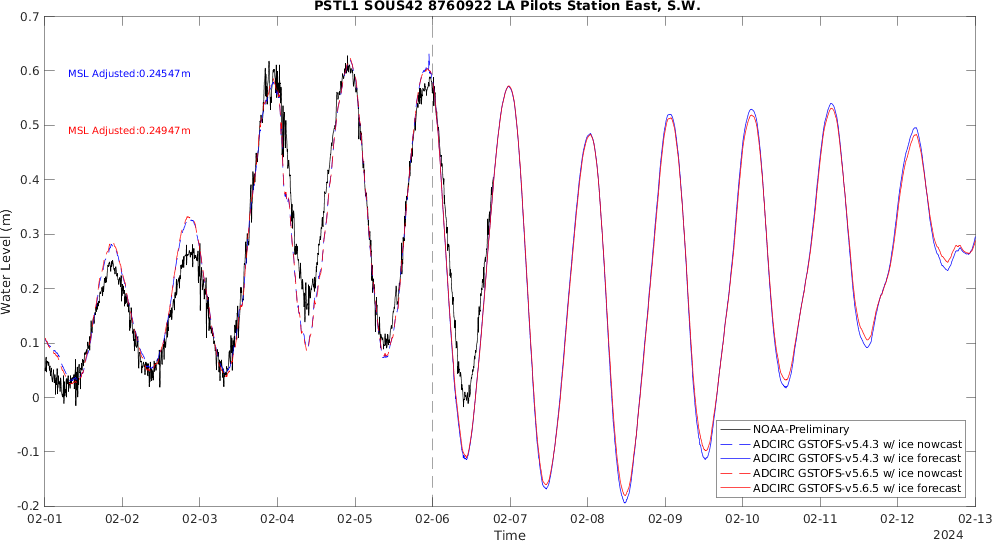 PSTL1 SOUS42 8760922 LA Pilots Station East, S.W.
0.7
0.6
0.5
0.4
0.3
0.2
0.1
0
-0.1
-0.2
Water Level (m)
MSL Adjusted:0.24547m
MSL Adjusted:0.24947m
NOAA-Preliminary
ADCIRC GSTOFS-v5.4.3 w/ ice nowcast
ADCIRC GSTOFS-v5.4.3 w/ ice forecast
ADCIRC GSTOFS-v5.6.5 w/ ice nowcast
ADCIRC GSTOFS-v5.6.5 w/ ice forecast
02-01 02-02 02-03 02-04 02-05 02-06 02-07 02-08 02-09 02-10 02-11 02-12 02-13
Time
2024